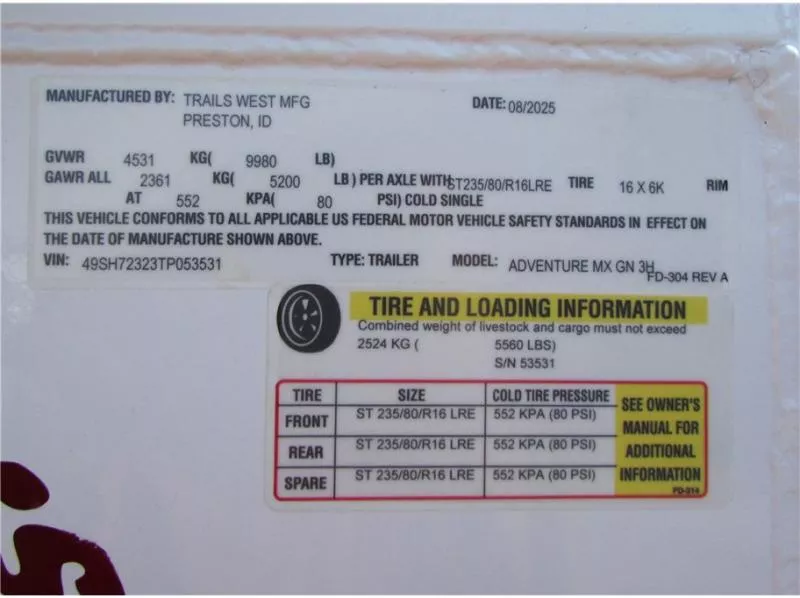 MANUFACTURED BY: TRAILS WEST MFG DATE: 08/2025
PRESTON, ID
GVWR 4531 KG( 9980 LB)
GAWR ALL 2361 KG( 5200 LB) PER AXLE WITH ST235/80/R16LRE TIRE 16 X 6K RIM
AT 552 KPA( 80 PSI) COLD SINGLE
THIS VEHICLE CONFORMS TO ALL APPLICABLE US FEDERAL MOTOR VEHICLE SAFETY STANDARDS IN EFFECT ON
THE DATE OF MANUFACTURE SHOWN ABOVE.
VIN: 49SH72323TP053531 TYPE: TRAILER MODEL: ADVENTURE MX GN 3H
FD-304 REV A
TIRE AND LOADING INFORMATION
Combined weight of livestock and cargo must not exceed
2524 KG ( 5560 LBS)
S/N 53531
TIRE SIZE COLD TIRE PRESSURE
FRONT ST 235/80/R16 LRE 552 KPA (80 PSI)
REAR ST 235/80/R16 LRE 552 KPA (80 PSI)
SPARE ST 235/80/R16 LRE 552 KPA (80 PSI)
SEE OWNER'S
MANUAL FOR
ADDITIONAL
INFORMATION
FD-314